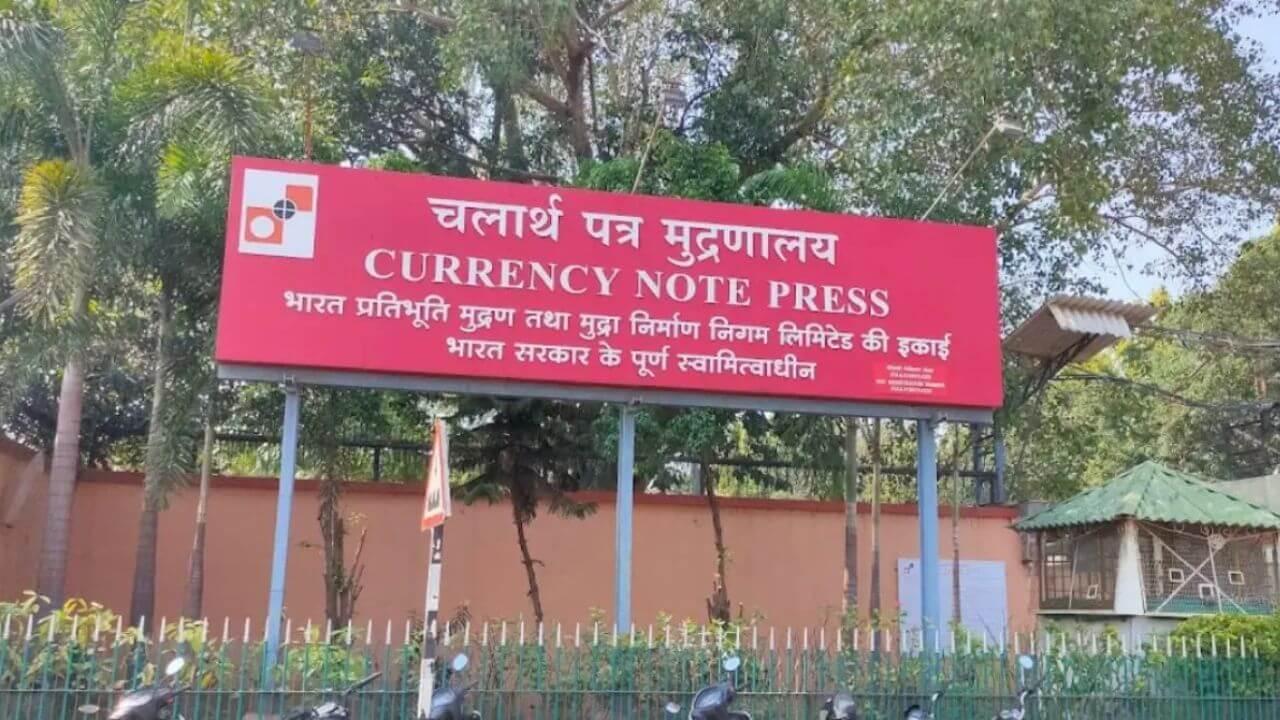 चलार्थ पत्र मुद्रणालय
CURRENCY NOTE PRESS
भारत प्रतिभूति मुद्रण तथा मुद्रा निर्माण निगम लिमिटेड की इकाई
भारत सरकार के पूर्ण स्वामित्वाधीन